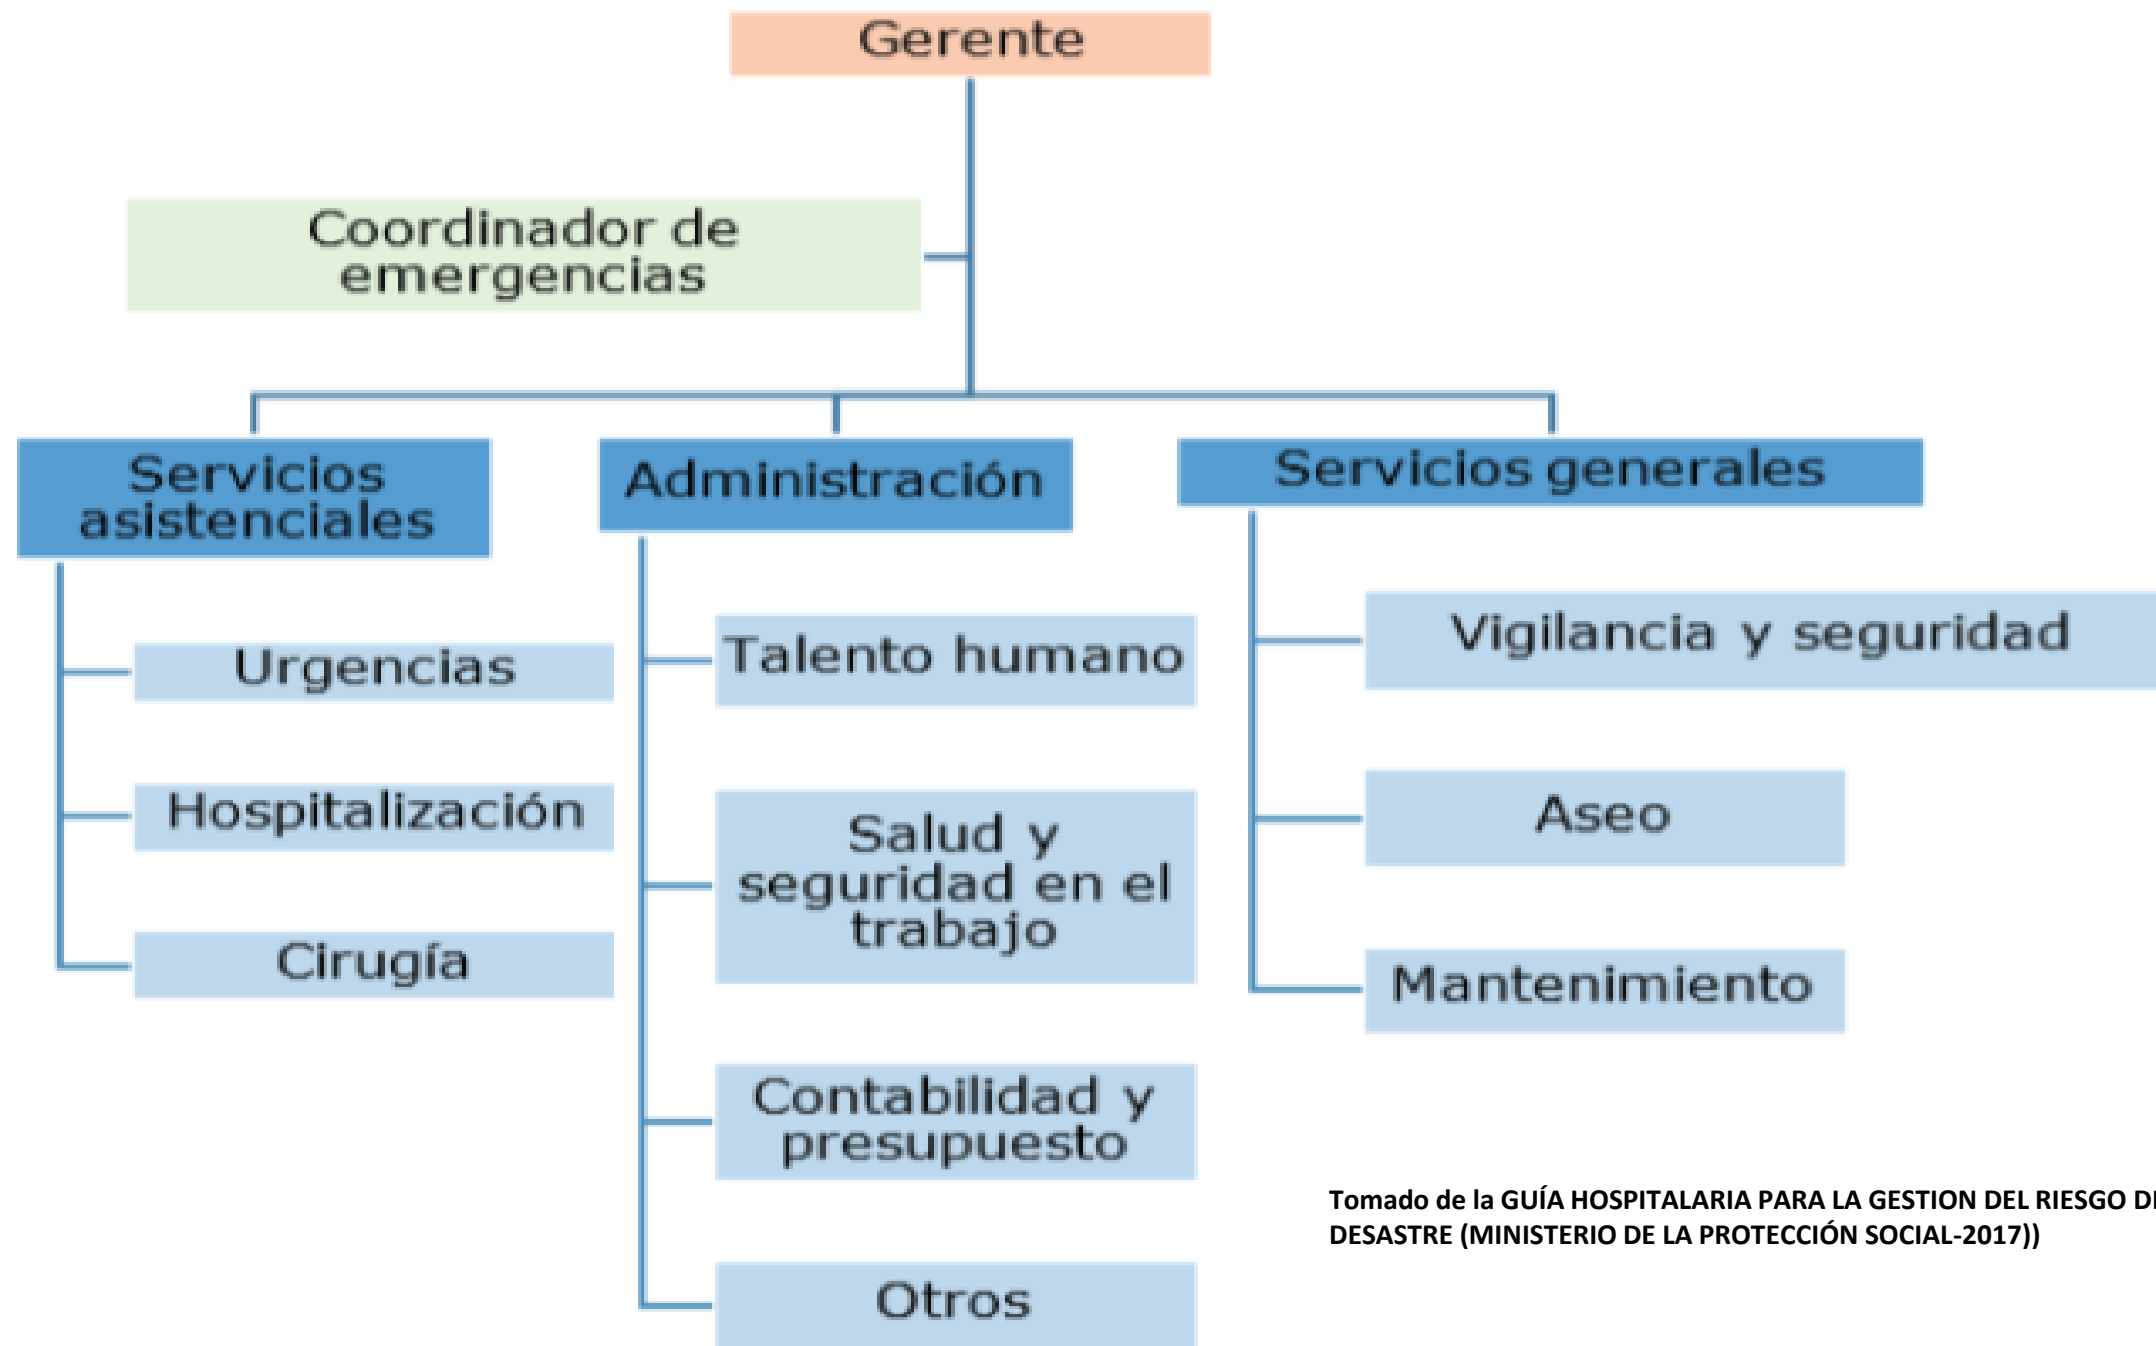 Gerente
Coordinador de
emergencias
Servicios
asistenciales
Urgencias
Hospitalización
Cirugía
Administración
Talento humano
Salud y
seguridad en el
trabajo
Contabilidad y
presupuesto
Otros
Servicios generales
Vigilancia y seguridad
Aseo
Mantenimiento
Tomado de la GUÍA HOSPITALARIA PARA LA GESTION DEL RIESGO
DESASTRE (MINISTERIO DE LA PROTECCIÓN SOCIAL-2017))